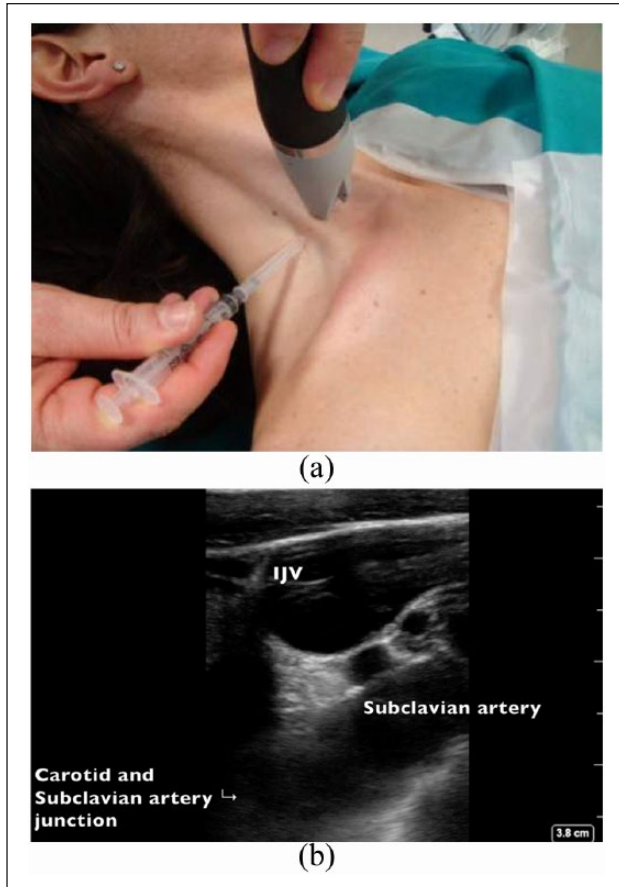 (a)
IJV
Subclavian artery
Carotid and
Subclavian artery
junction
3.8 cm
(b)